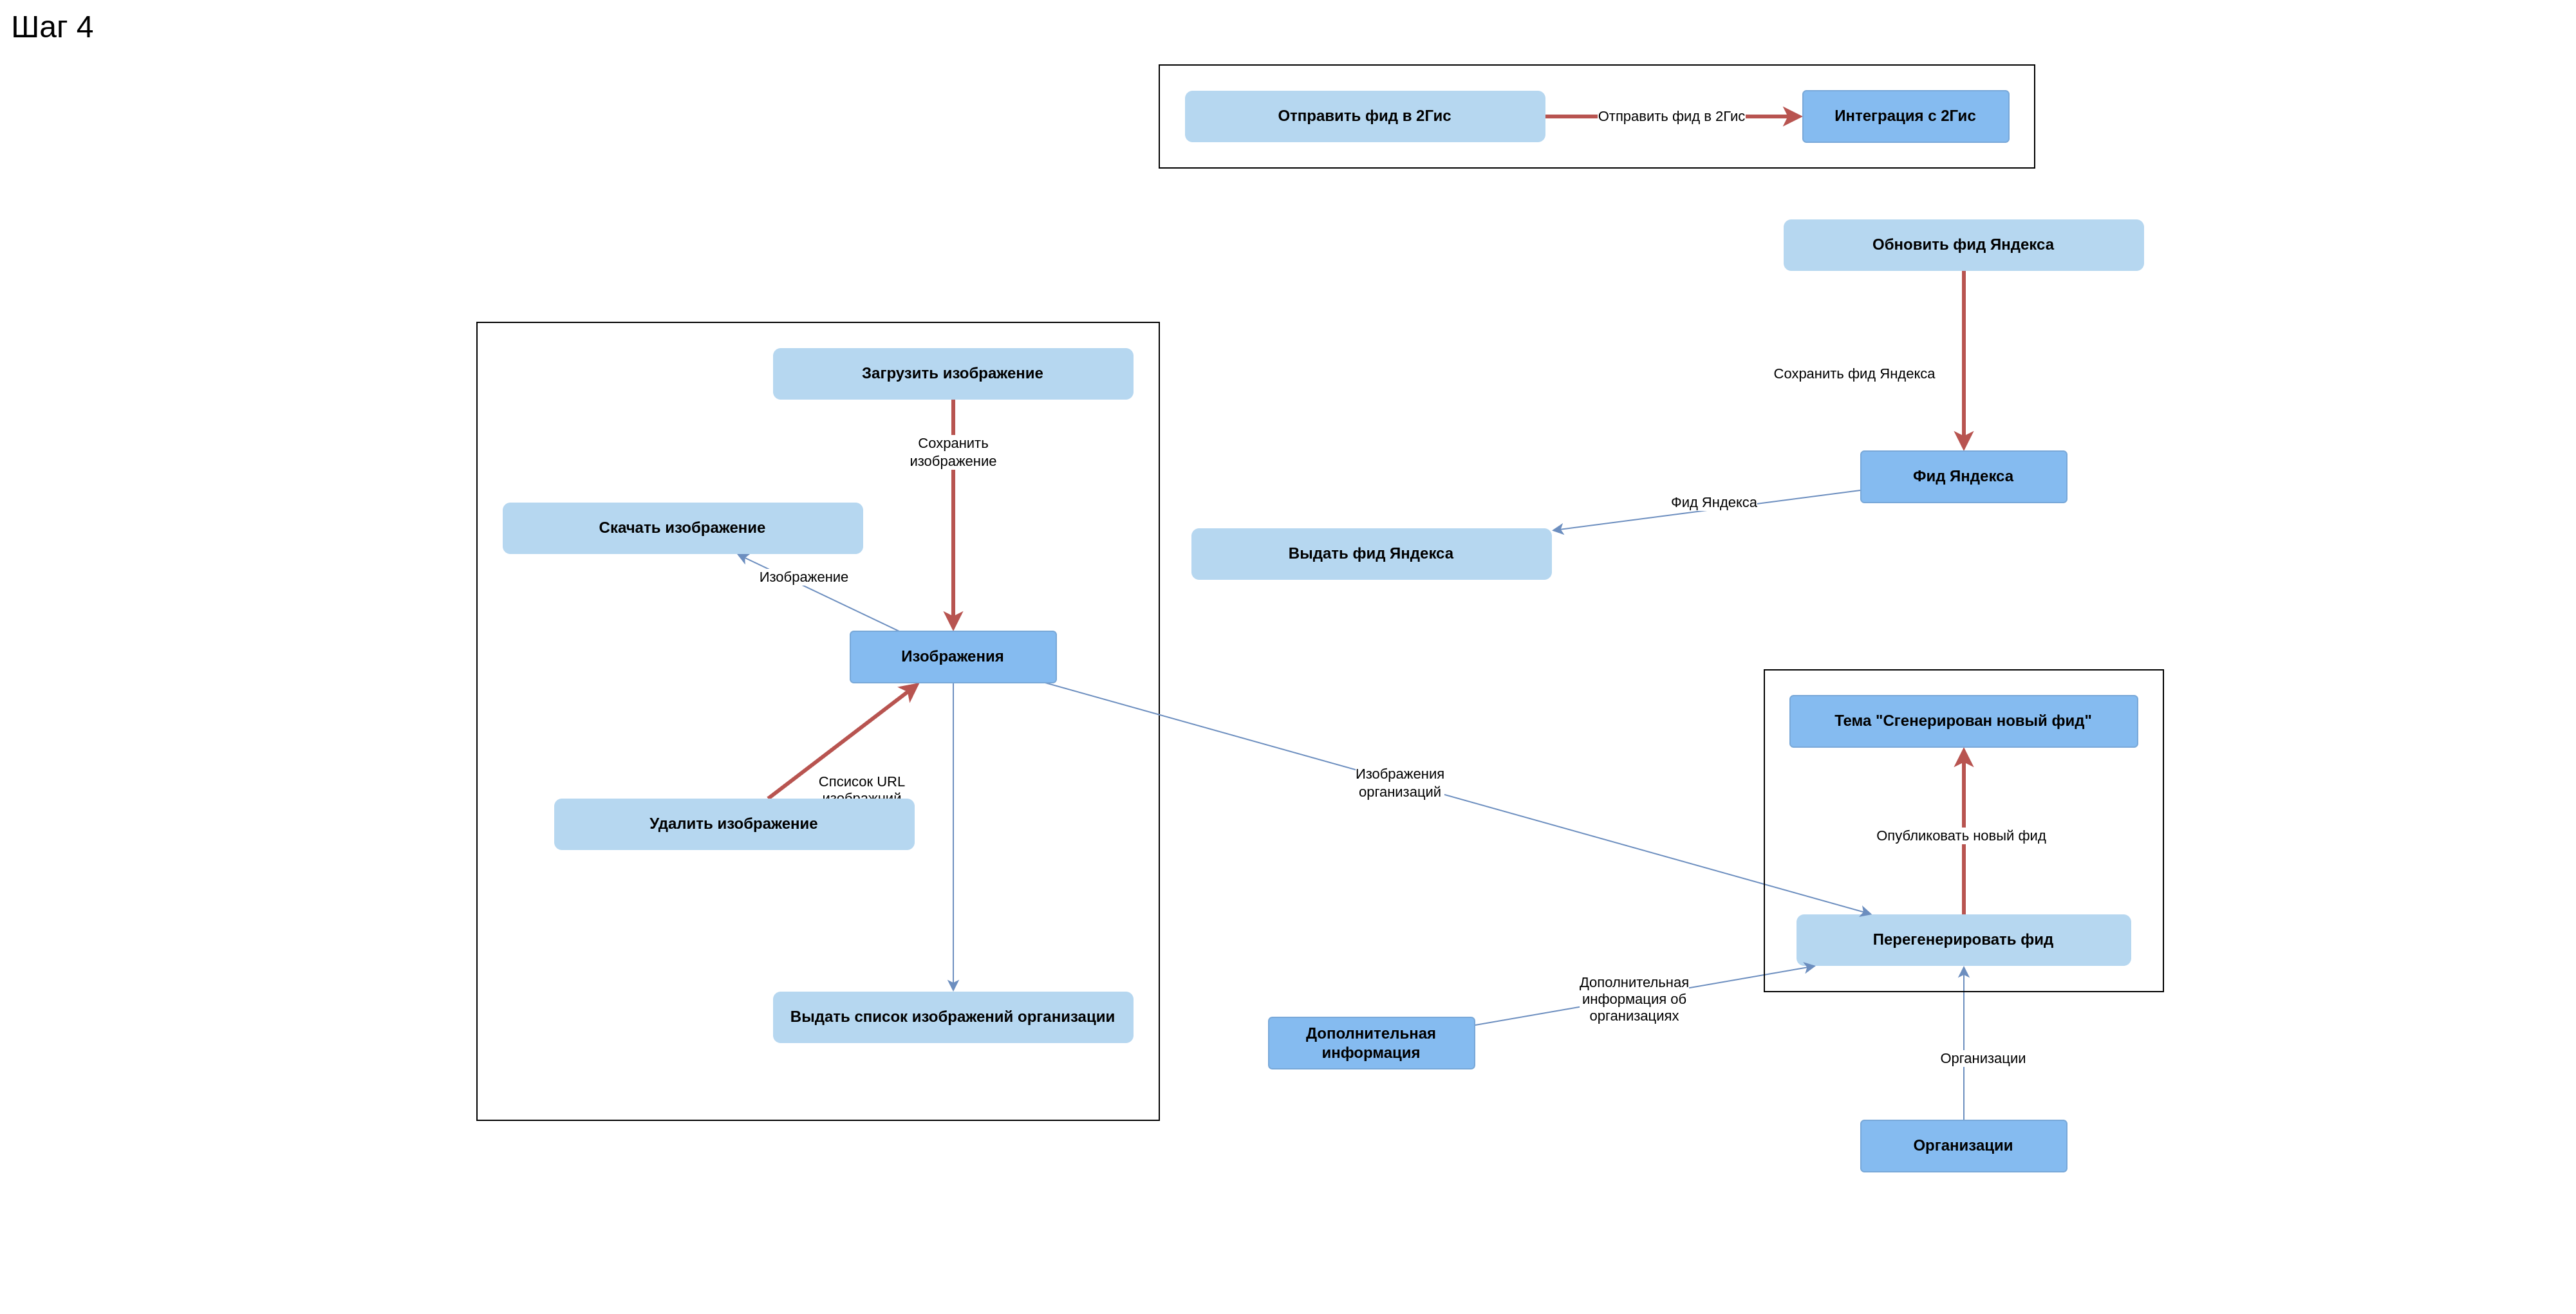 Шаг 4
Отправить фид в 2Гис
Отправить фид в 2Гис
Интеграция с 2Гис
Обновить фид Яндекса
Сохранить фид Яндекса
Фид Яндекса
Фид Яндекса
Выдать фид Яндекса
Загрузить изображение
Сохранить
изображение
Скачать изображение
Изображение
Изображения
Спсисок URL
Удалить изображение
Выдать список изображений организации
Изображения
организаций
Тема "Сгенерирован новый фид"
Опубликовать новый фид
Перегенерировать фид
Дополнительная
информация об
организациях
Дополнительная
информация
Организации
Организации